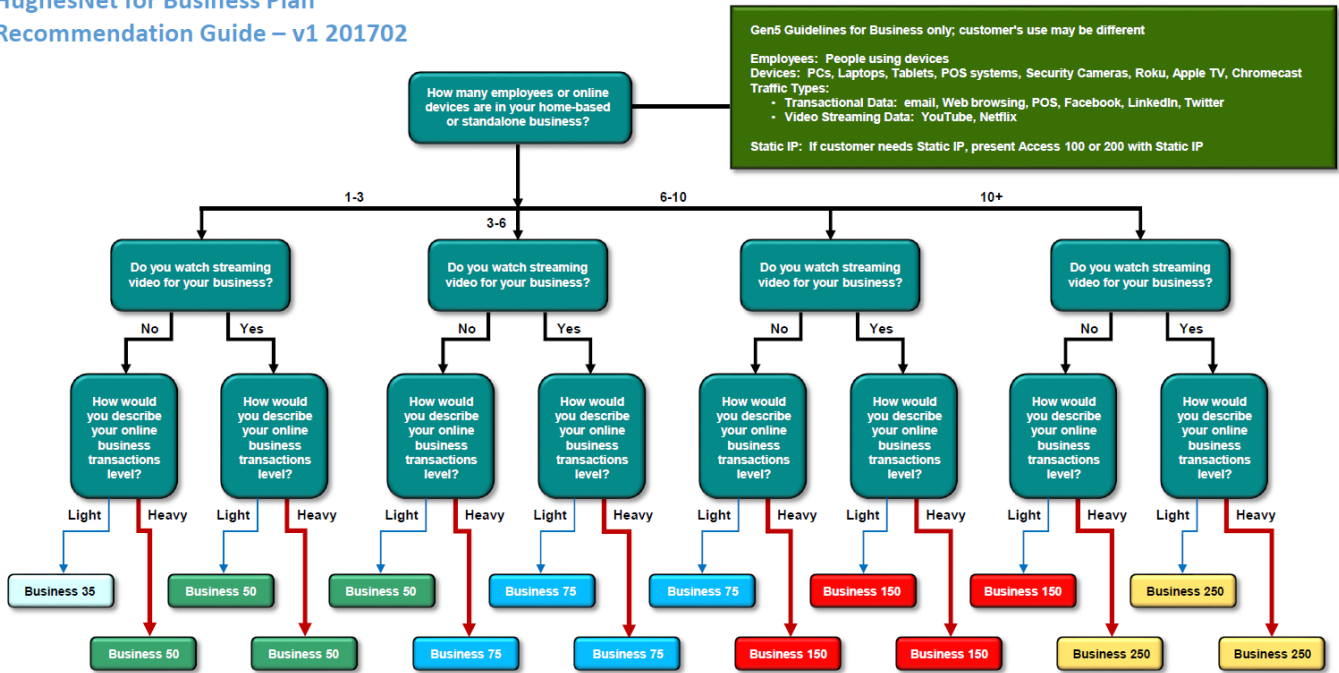 HughesNet for Business Plan
Recommendation Guide – v1 201702
Gen5 Guidelines for Business only; customer's use may be different
Employees: People using devices
Devices: PCs, Laptops, Tablets, POS systems, Security Cameras, Roku, Apple TV, Chromecast
Traffic Types:
• Transactional Data: email, Web browsing, POS, Facebook, LinkedIn, Twitter
• Video Streaming Data: YouTube, Netflix
Static IP: If customer needs Static IP, present Access 100 or 200 with Static IP
How many employees or online
devices are in your home-based
or standalone business?
1-3
3-6
6-10
10+
Do you watch streaming
video for your business?
Do you watch streaming
video for your business?
Do you watch streaming
video for your business?
Do you watch streaming
video for your business?
No
Yes
No
Yes
No
Yes
No
Yes
How would
you describe
your online
business
transactions
level?
How would
you describe
your online
business
transactions
level?
How would
you describe
your online
business
transactions
level?
How would
you describe
your online
business
transactions
level?
How would
you describe
your online
business
transactions
level?
How would
you describe
your online
business
transactions
level?
How would
you describe
your online
business
transactions
level?
How would
you describe
your online
business
transactions
level?
Light
Heavy
Light
Heavy
Light
Heavy
Light
Heavy
Light
Heavy
Light
Heavy
Light
Heavy
Light
Heavy
Business 35
Business 50
Business 50
Business 75
Business 75
Business 150
Business 150
Business 250
Business 50
Business 50
Business 75
Business 75
Business 150
Business 150
Business 250
Business 250